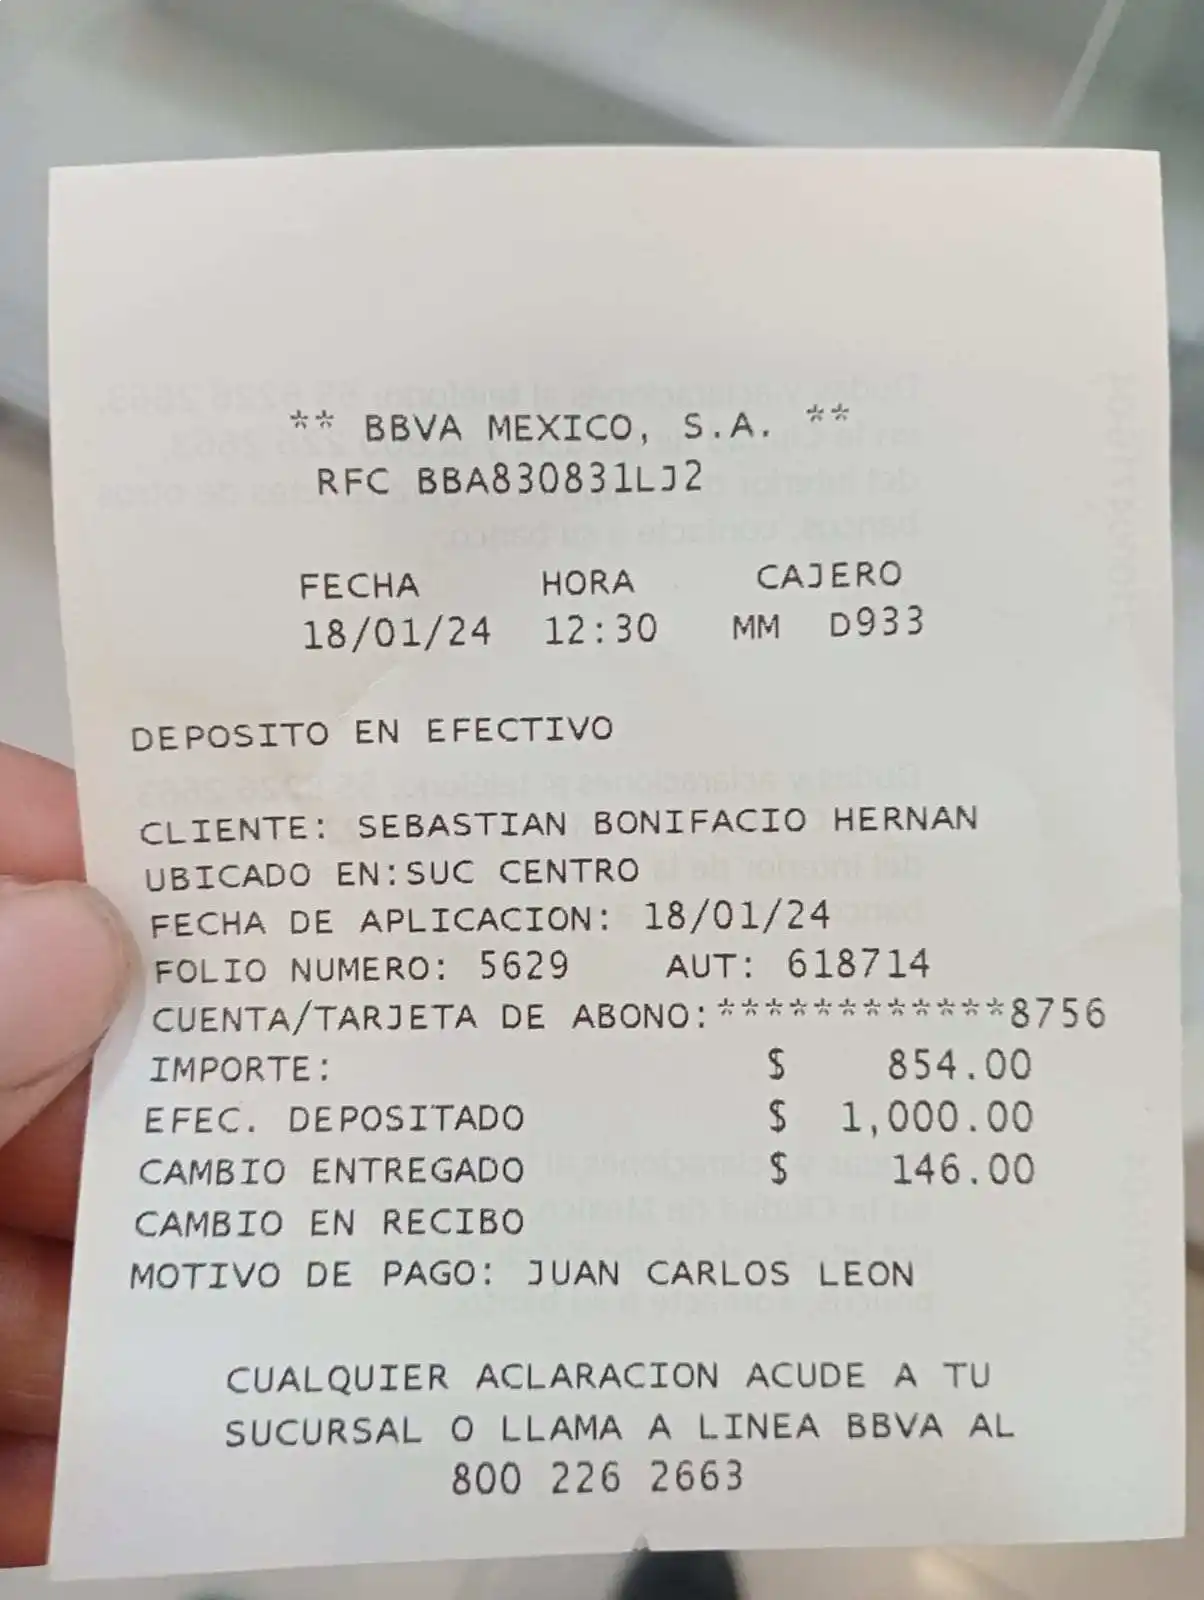 ** BBVA MEXICO, S.A. **
RFC BBA830831LJ2
FECHA HORA CAJERO
18/01/24 12:30 MM D933
DEPOSITO EN EFECTIVO
CLIENTE: SEBASTIAN BONIFACIO HERNAN
UBICADO EN:SUC CENTRO
FECHA DE APLICACION: 18/01/24
FOLIO NUMERO: 5629 AUT: 618714
CUENTA/TARJETA DE ABONO:************8756
IMPORTE: $ 854.00
EFEC. DEPOSITADO $ 1,000.00
CAMBIO ENTREGADO $ 146.00
CAMBIO EN RECIBO
MOTIVO DE PAGO: JUAN CARLOS LEON
CUALQUIER ACLARACION ACUDE A TU
SUCURSAL O LLAMA A LINEA BBVA AL
800 226 2663